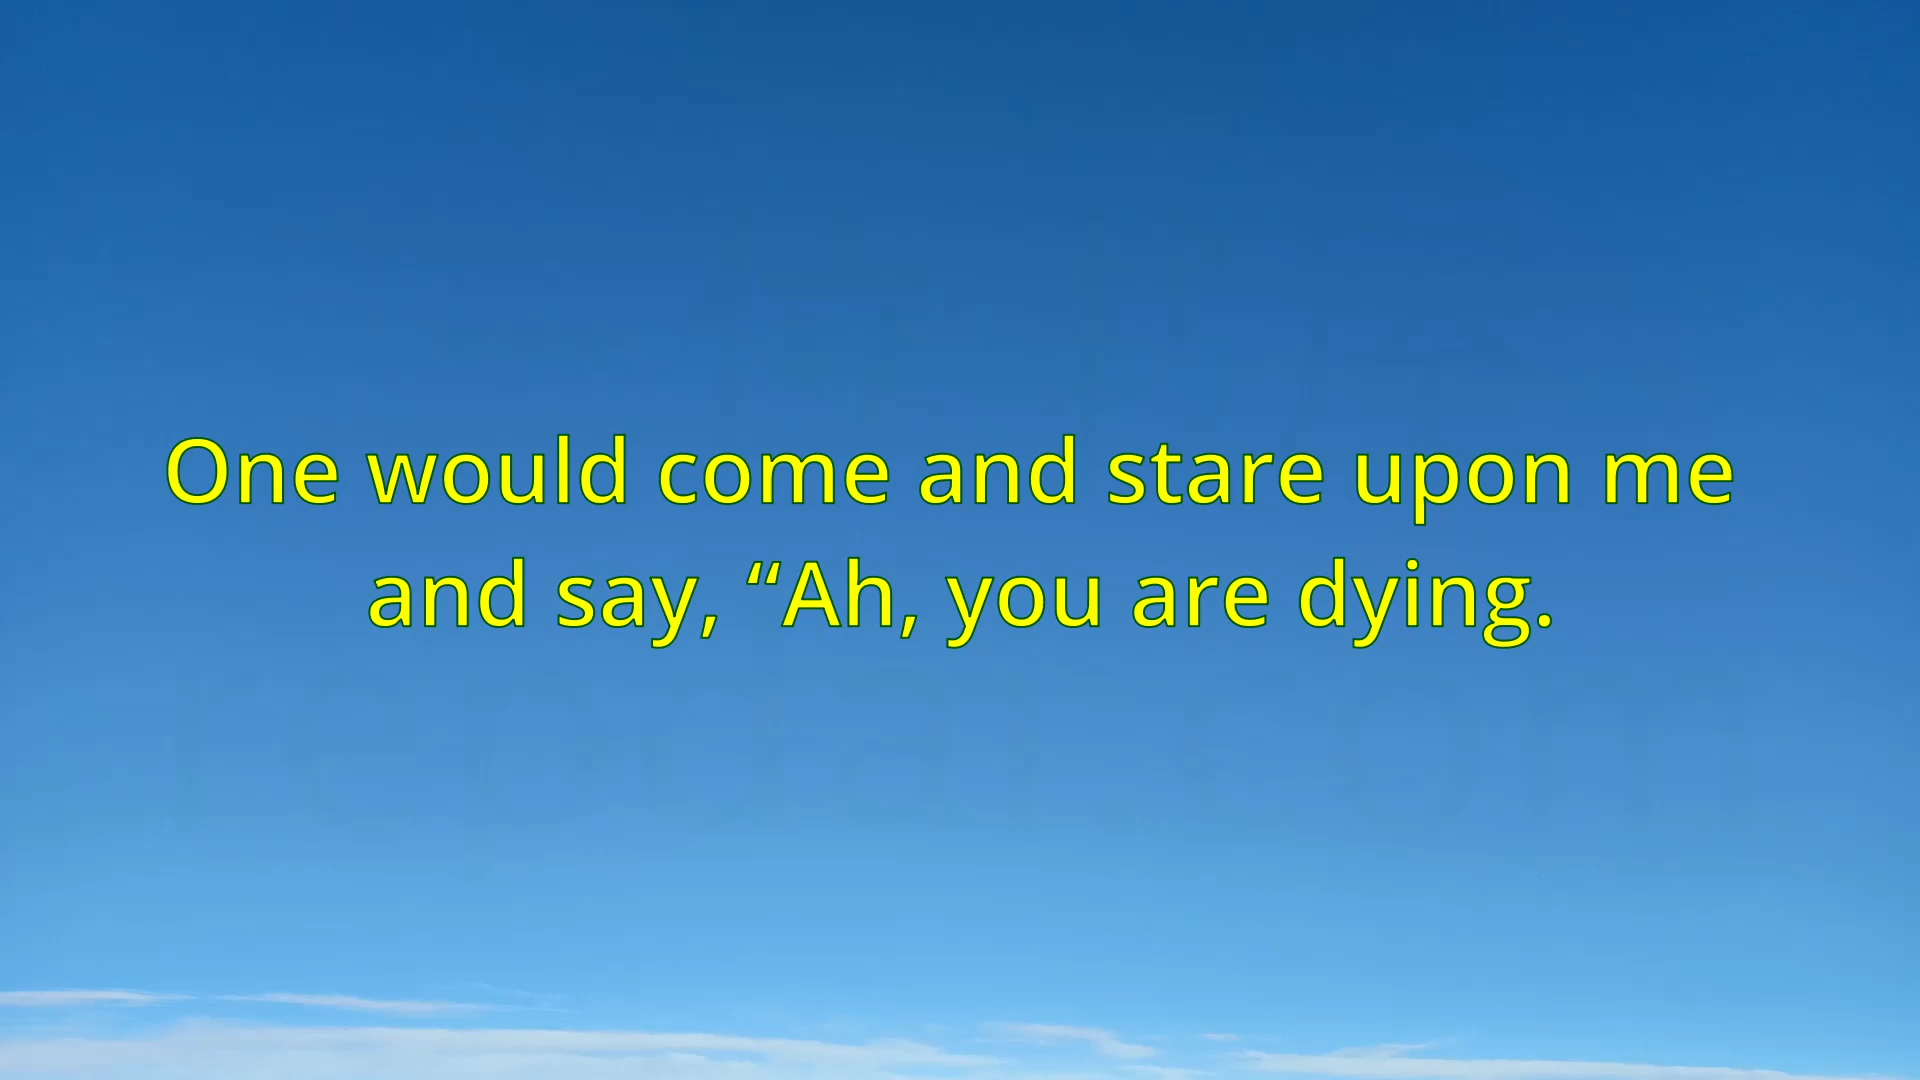 One would come and stare upon me
and say, “Ah, you are dying.